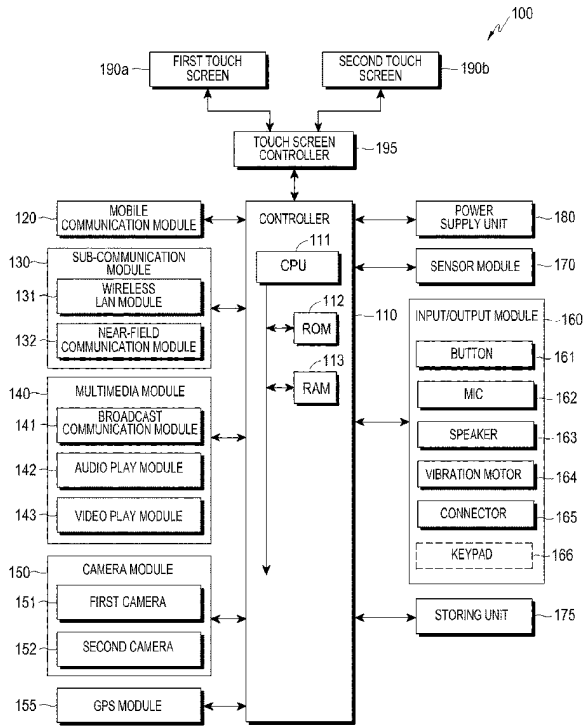 100
190a
FIRST TOUCH
SCREEN
SECOND TOUCH
SCREEN
190b
TOUCH SCREEN
CONTROLLER
195
120
MOBILE
COMMUNICATION MODULE
130
SUB-COMMUNICATION
MODULE
131
WIRELESS
LAN MODULE
132
NEAR-FIELD
COMMUNICATION MODULE
140
MULTIMEDIA MODULE
141
BROADCAST
COMMUNICATION MODULE
142
AUDIO PLAY MODULE
143
VIDEO PLAY MODULE
150
CAMERA MODULE
151
FIRST CAMERA
152
SECOND CAMERA
155
GPS MODULE
CONTROLLER
111
CPU
112
ROM
110
113
RAM
POWER
SUPPLY UNIT
180
SENSOR MODULE
170
INPUT/OUTPUT MODULE
160
BUTTON
161
MIC
162
SPEAKER
163
VIBRATION MOTOR
164
CONNECTOR
165
KEYPAD
166
STORING UNIT
175